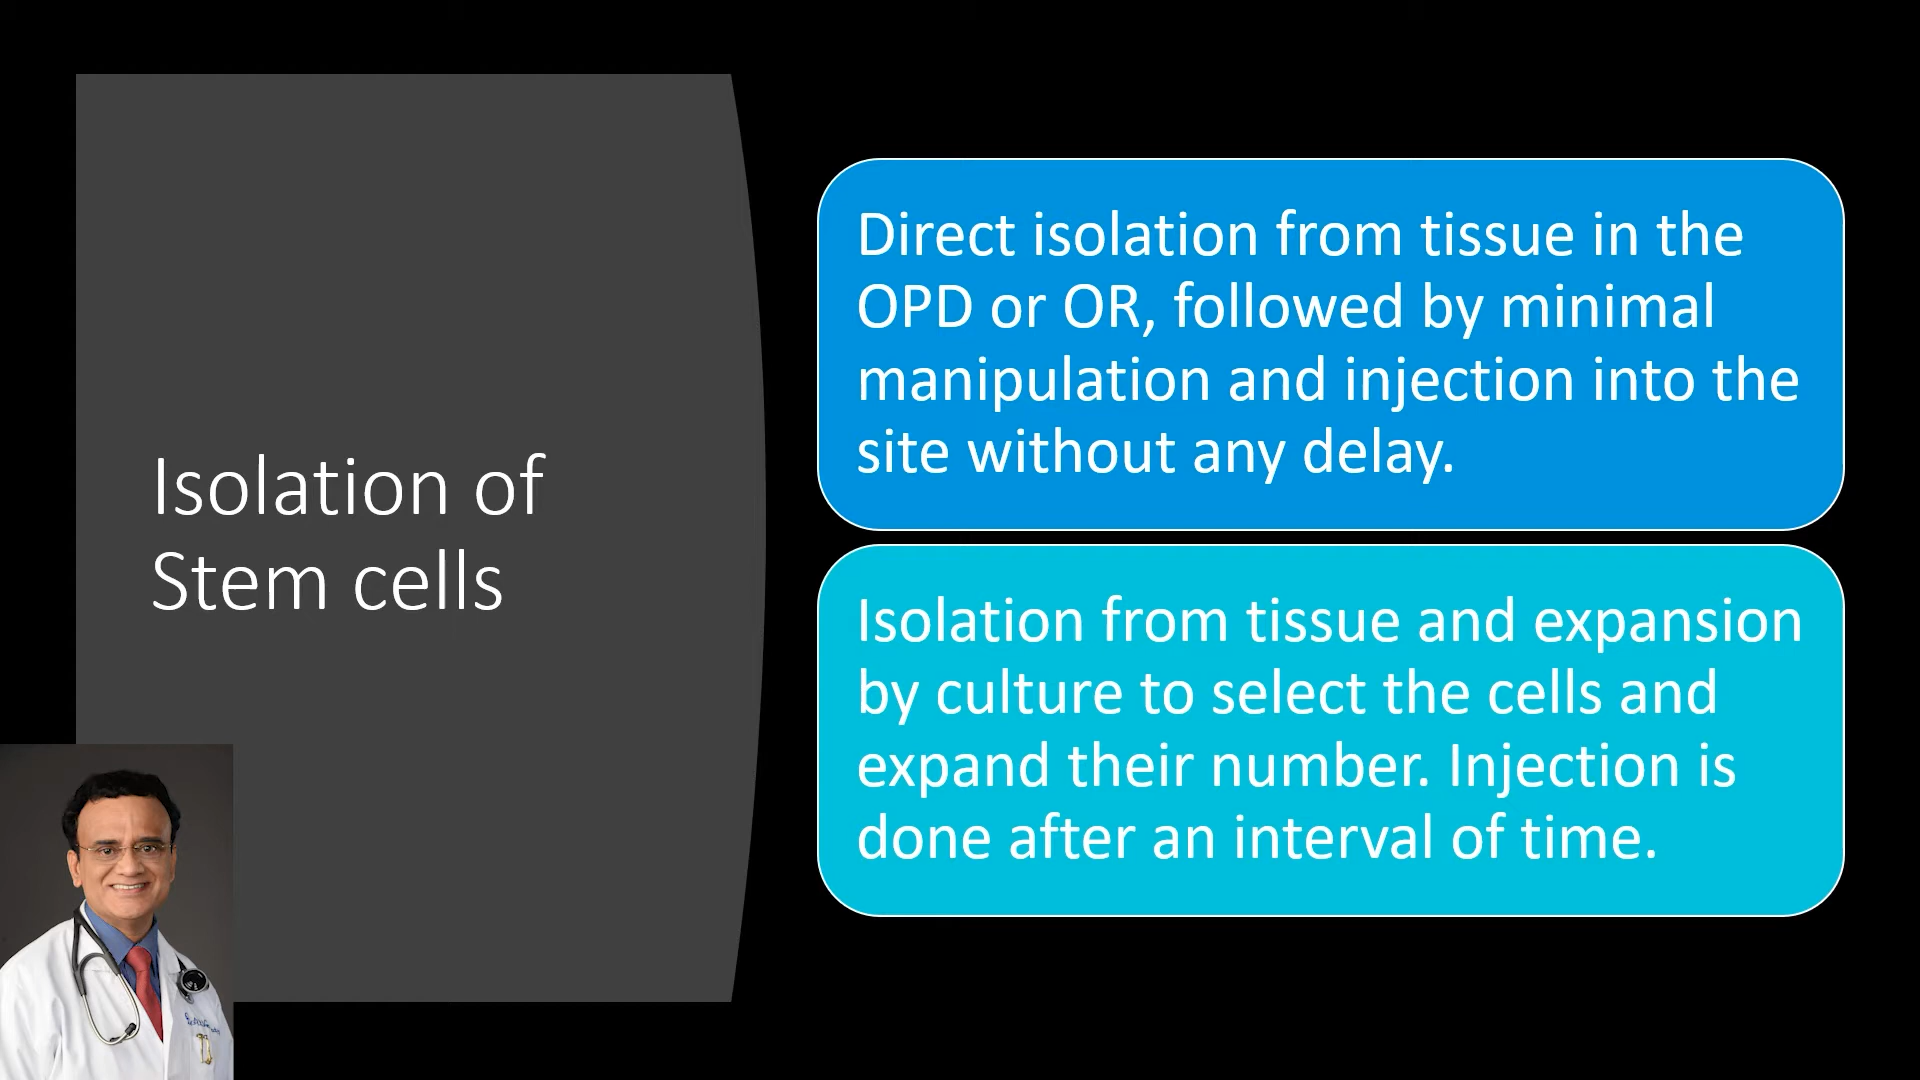 Isolation of
Stem cells
Direct isolation from tissue in the
OPD or OR, followed by minimal
manipulation and injection into the
site without any delay.
Isolation from tissue and expansion
by culture to select the cells and
expand their number. Injection is
done after an interval of time.